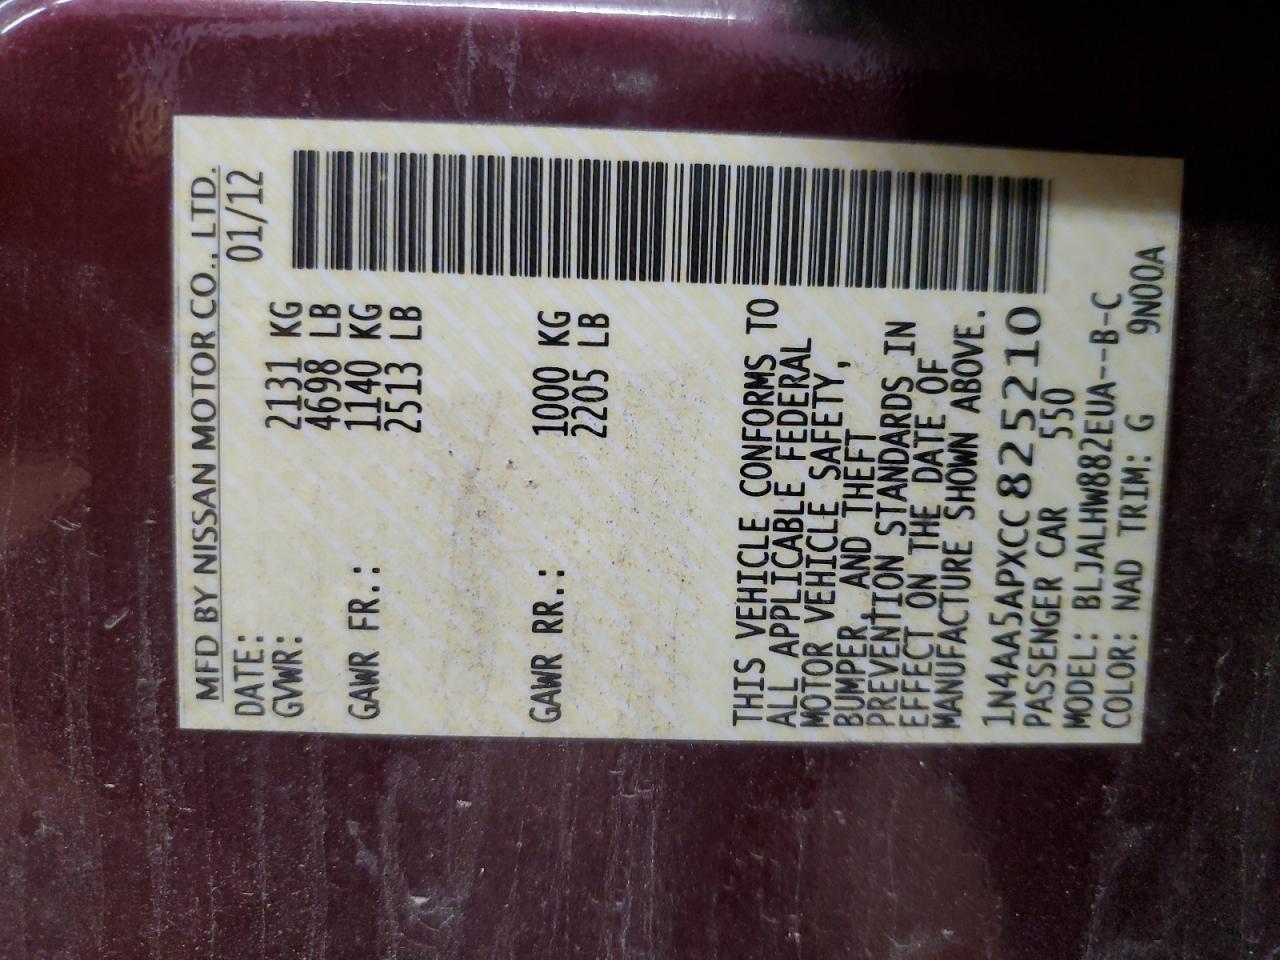 MFD BY NISSAN MOTOR CO., LTD.
DATE: 01/12
GVWR: 2131 KG
4698 LB
GAWR FR.: 1140 KG
2513 LB
GAWR RR.: 1000 KG
2205 LB
THIS VEHICLE CONFORMS TO
ALL APPLICABLE FEDERAL
MOTOR VEHICLE SAFETY,
BUMPER, AND THEFT
PREVENTION STANDARDS IN
EFFECT ON THE DATE OF
MANUFACTURE SHOWN ABOVE.
1N4AA5APXCC825210
PASSENGER CAR 550
MODEL: BLJALHW882EUA--B-C
COLOR: NAD TRIM: G 9N00A